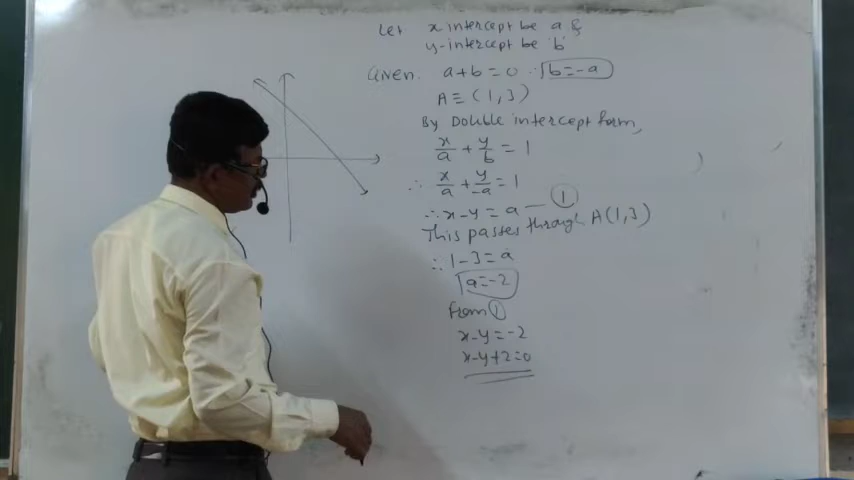 Let x intercept be a &
y-intercept be 'b'
Given. a+b=0 ∴ b=-a
A≡(1,3)
By Double intercept form,
x/a + y/b = 1
∴ x/a + y/-a = 1
∴ x-y = a — ①
This passes through A(1,3)
∴ 1-3=a
a=-2
From ①
x-y=-2
x-y+2=0